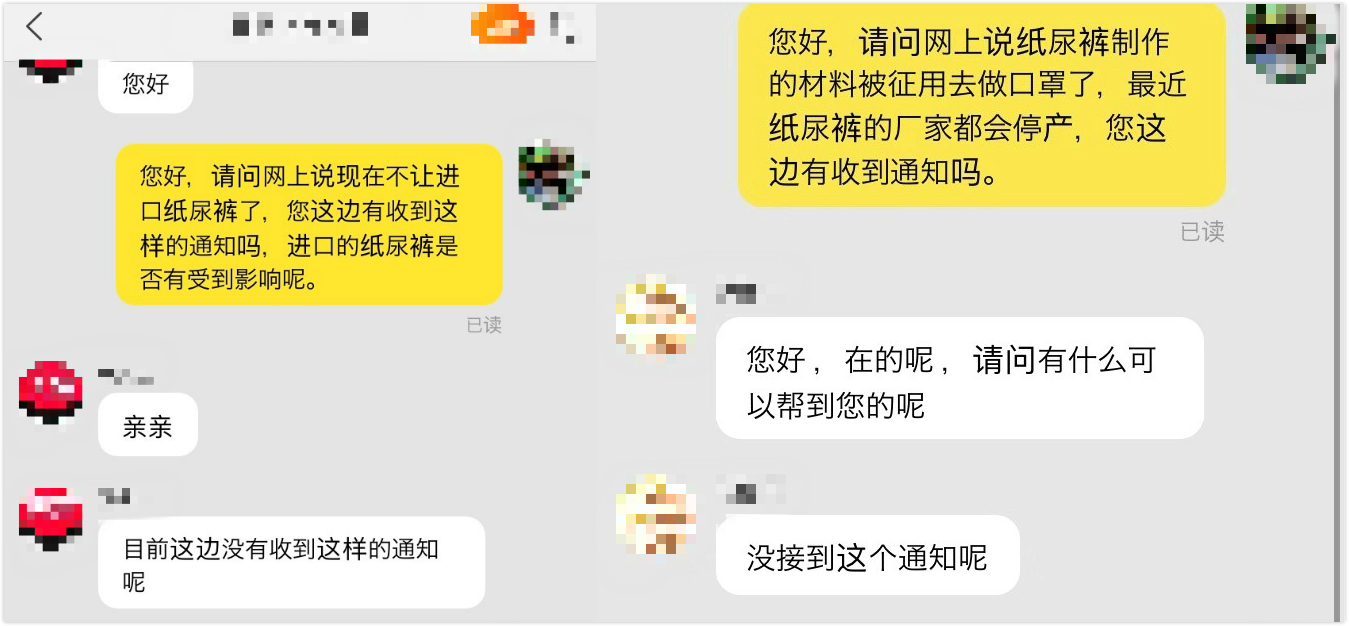 您好
您好，请问网上说现在不让进
口纸尿裤了，您这边有收到这
样的通知吗，进口的纸尿裤是
否有受到影响呢。
已读
亲亲
目前这边没有收到这样的通知
呢
您好，请问网上说纸尿裤制作
的材料被征用去做口罩了，最近
纸尿裤的厂家都会停产，您这
边有收到通知吗。
已读
您好，在的呢，请问有什么可
以帮到您的呢
没接到这个通知呢